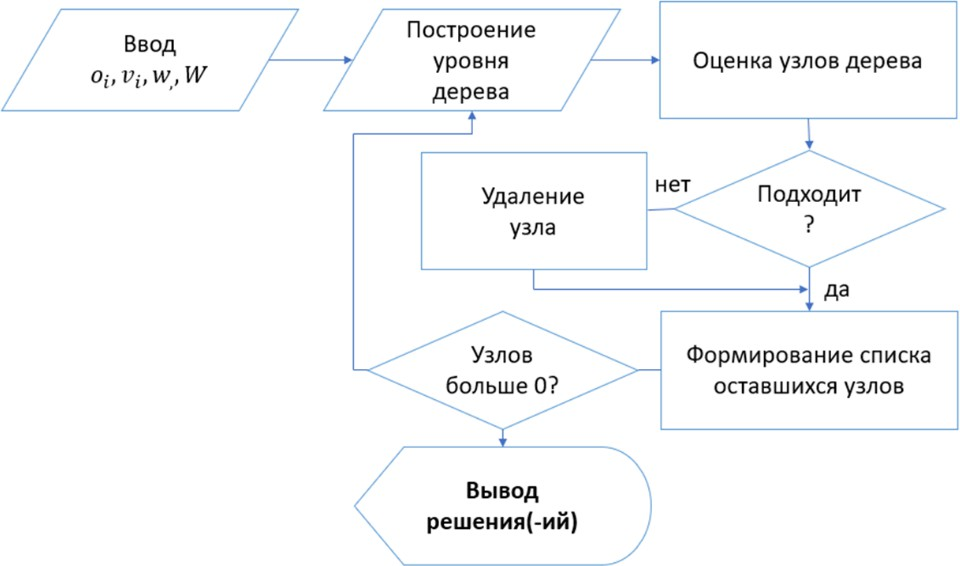 Ввод
oᵢ, vᵢ, w,, W
Построение
уровня
дерева
Оценка узлов дерева
Подходит
?
нет
Удаление
узла
да
Формирование списка
оставшихся узлов
Узлов
больше 0?
Вывод
решения(-ий)